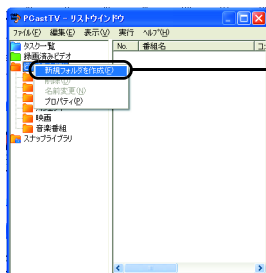 PCastTV - リストウインドウ
ファイル(F) 編集(E) 表示(V) 実行 ヘルプ(H)
タスク一覧
No. 番組名
録画済みビデオ
新規フォルダを作成(F)
名前変更(N)
プロパティ(P)
映画
音楽番組
スナップライブラリ